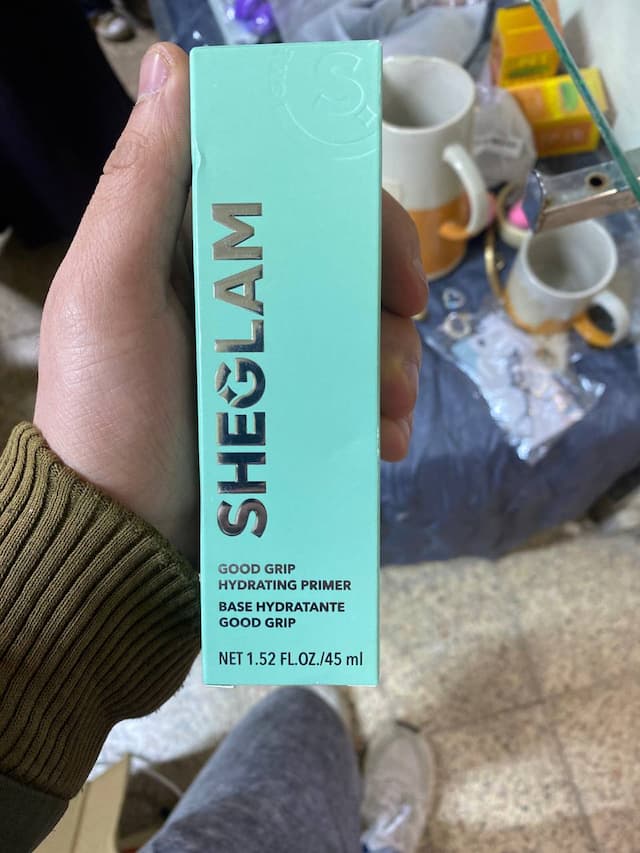 SHEGLAM
GOOD GRIP
HYDRATING PRIMER
BASE HYDRATANTE
GOOD GRIP
NET 1.52 FL.OZ./45 ml